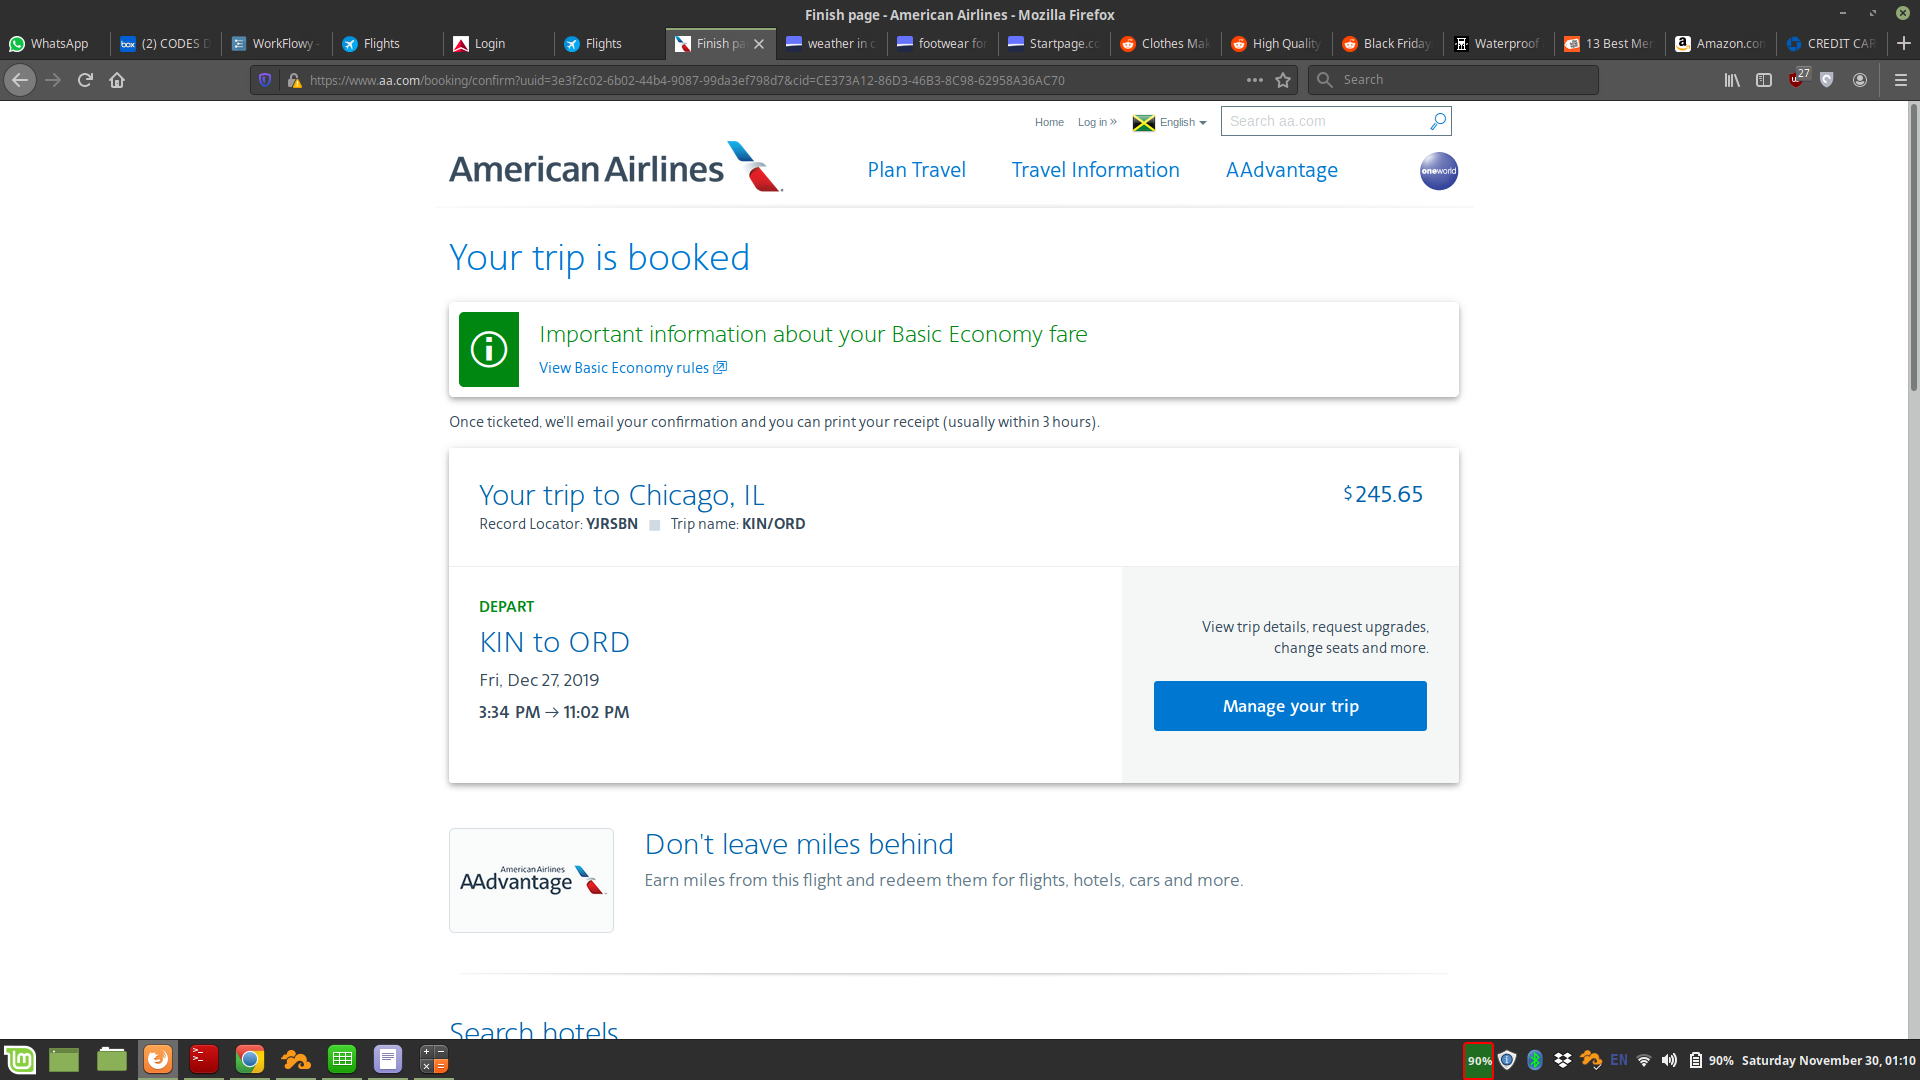 Finish page - American Airlines - Mozilla Firefox
WhatsApp
(2) CODES D
WorkFlowy -
Flights
Login
Flights
Finish pa
weather in c
footwear for
Startpage.co
Clothes Mak
High Quality
Black Friday
Waterproof
13 Best Mer
Amazon.con
CREDIT CAR
https://www.aa.com/booking/confirm?uuid=3e3f2c02-6b02-44b4-9087-99da3ef798d7&cid=CE373A12-86D3-46B3-8C98-62958A36AC70
Search
27
Home
Log in »
English
Search aa.com
American Airlines
Plan Travel
Travel Information
AAdvantage
oneworld
Your trip is booked
Important information about your Basic Economy fare
View Basic Economy rules
Once ticketed, we'll email your confirmation and you can print your receipt (usually within 3 hours).
Your trip to Chicago, IL
$245.65
Record Locator: YJRSBN
Trip name: KIN/ORD
DEPART
KIN to ORD
Fri, Dec 27, 2019
3:34 PM → 11:02 PM
View trip details, request upgrades,
change seats and more.
Manage your trip
American Airlines
AAdvantage
Don't leave miles behind
Earn miles from this flight and redeem them for flights, hotels, cars and more.
Search hotels
90%
EN
90%
Saturday November 30, 01:10